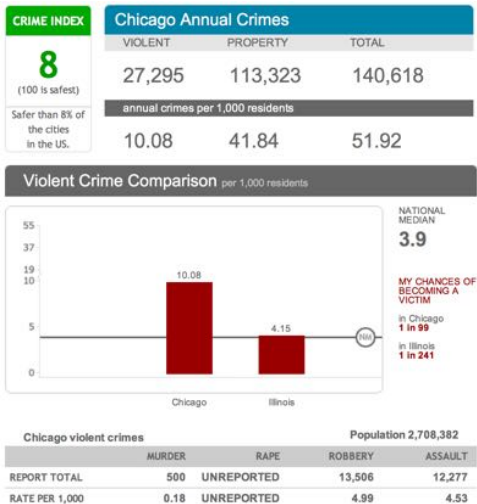 CRIME INDEX
8
(100 is safest)
Safer than 8% of
the cities
in the US.
Chicago Annual Crimes
VIOLENT PROPERTY TOTAL
27,295 113,323 140,618
annual crimes per 1,000 residents
10.08 41.84 51.92
Violent Crime Comparison per 1,000 residents
55
37
19
10
5
0
10.08
4.15
NM
Chicago Illinois
NATIONAL
MEDIAN
3.9
MY CHANCES OF
BECOMING A
VICTIM
in Chicago
1 in 99
in Illinois
1 in 241
Chicago violent crimes Population 2,708,382
MURDER RAPE ROBBERY ASSAULT
REPORT TOTAL 500 UNREPORTED 13,506 12,277
RATE PER 1,000 0.18 UNREPORTED 4.99 4.53